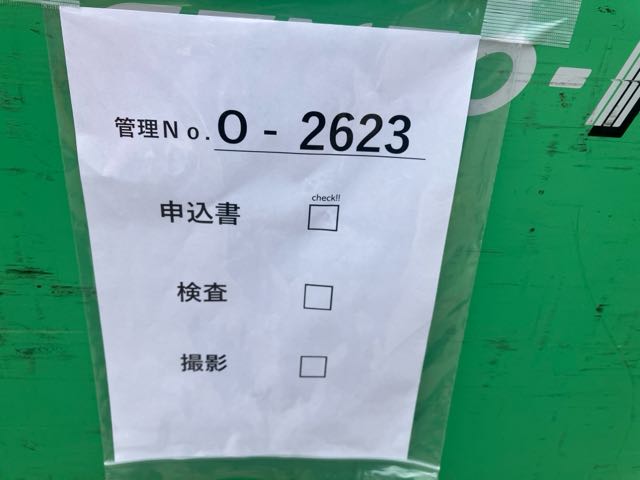 管理No.O - 2623
check!!
申込書 □
検査 □
撮影 □